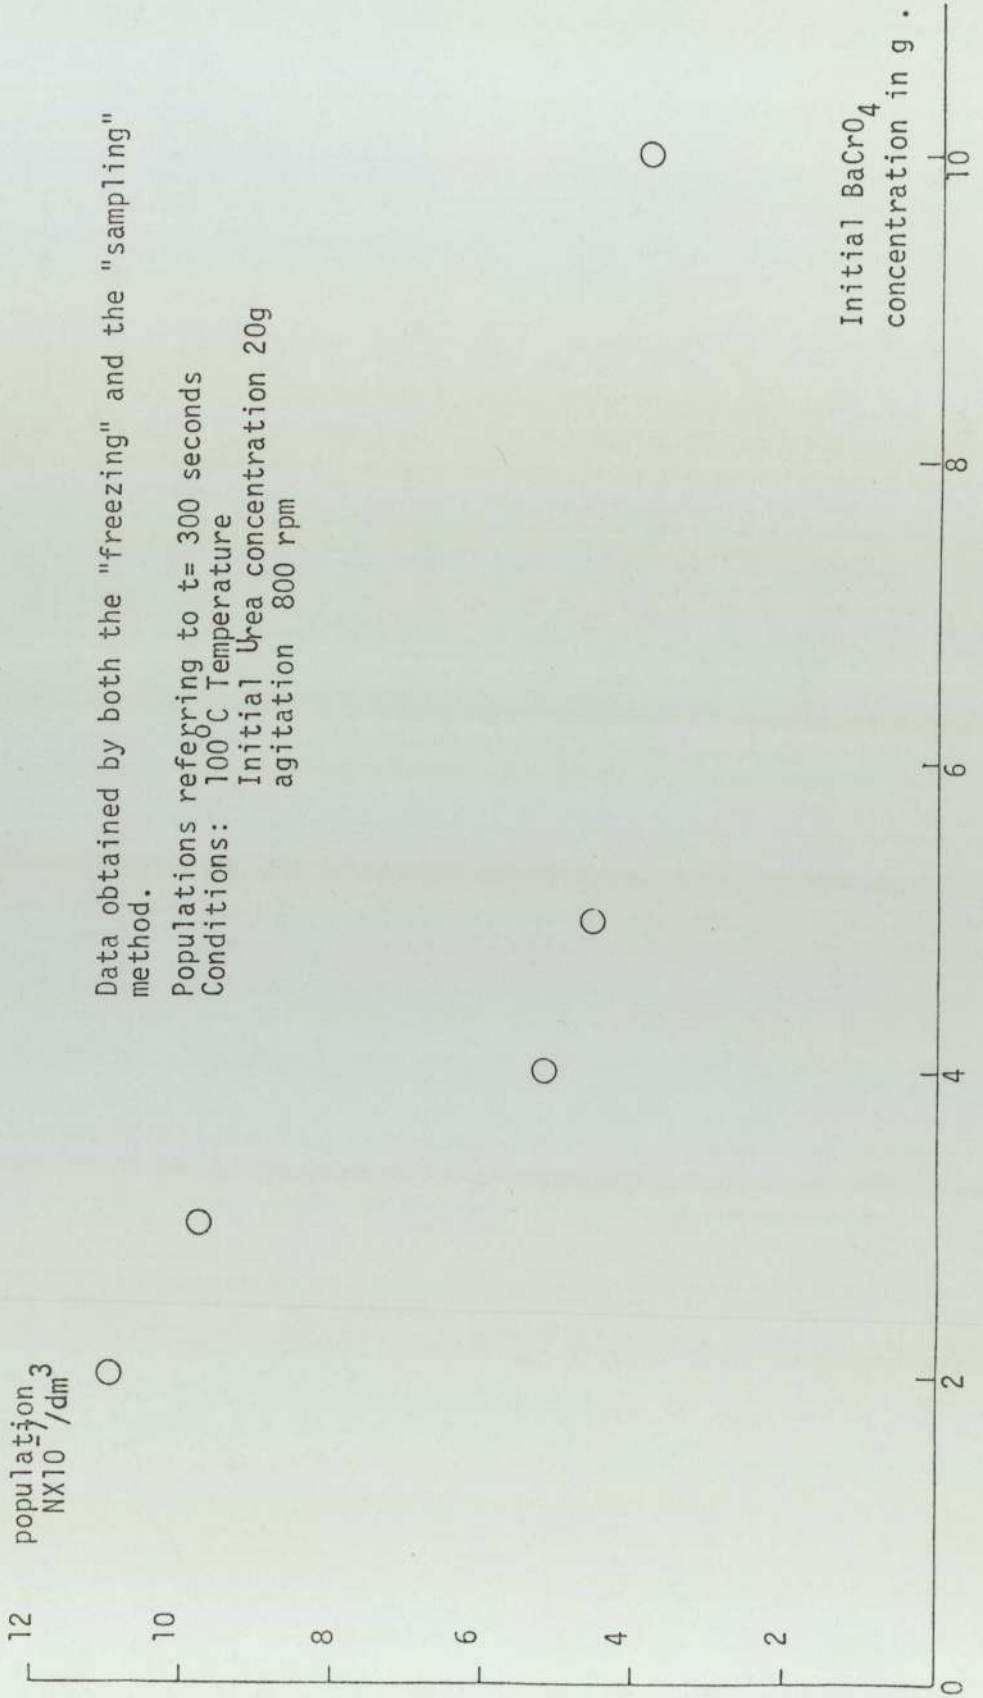 population
NX10⁻⁷/dm³
12
10
8
6
4
2
0
Data obtained by both the "freezing" and the "sampling"
method.
Populations referring to t= 300 seconds
Conditions: 100°C Temperature
Initial Urea concentration 20g
agitation 800 rpm
Initial BaCrO₄
concentration in g .
2
4
6
8
10